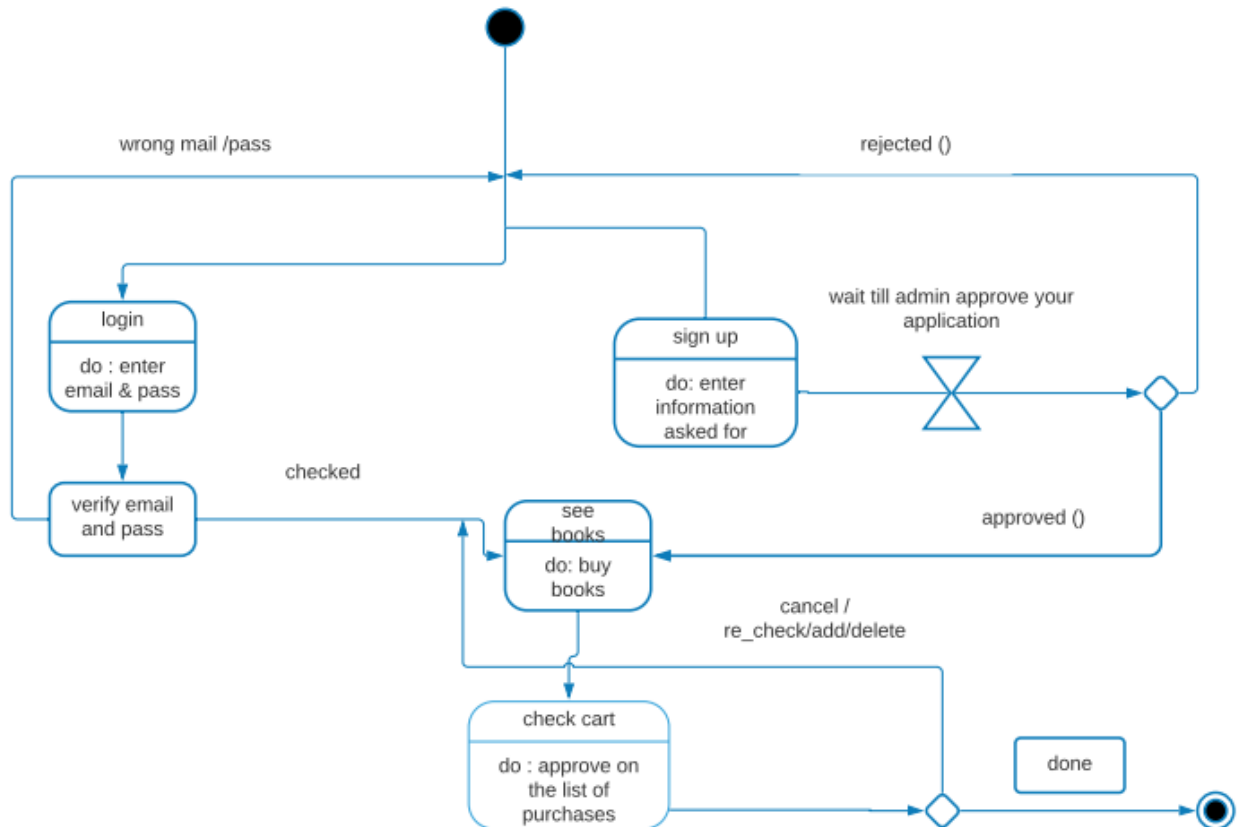 wrong mail /pass
rejected ()
wait till admin approve your
application
login
do : enter
email & pass
sign up
do: enter
information
asked for
checked
verify email
and pass
see
books
do: buy
books
approved ()
cancel /
re_check/add/delete
check cart
do : approve on
the list of
purchases
done